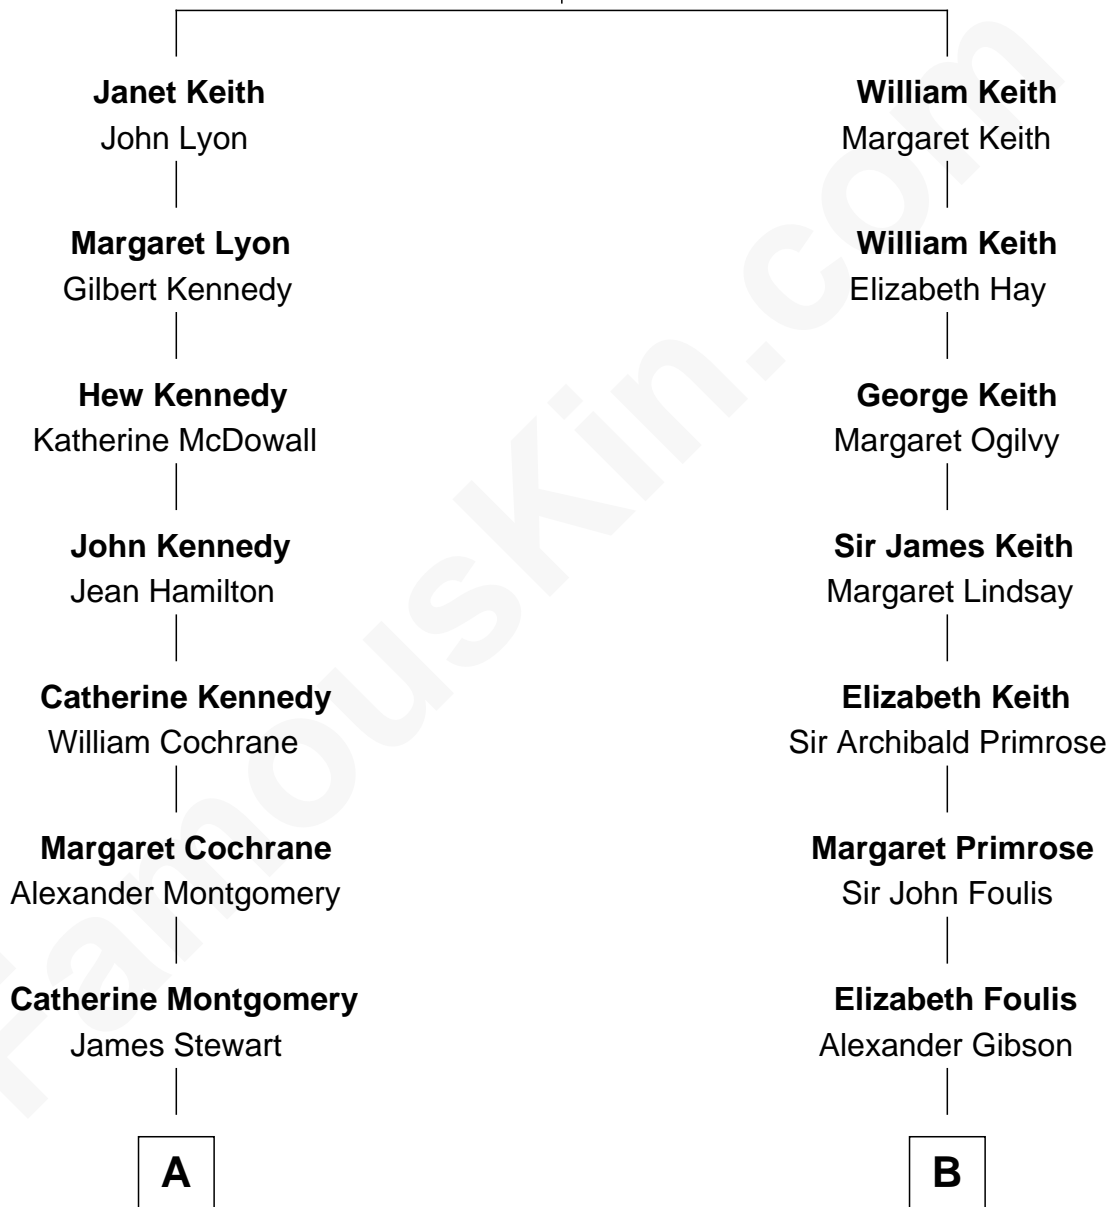 Janet Keith
John Lyon
Margaret Lyon
Gilbert Kennedy
Hew Kennedy
Katherine McDowall
John Kennedy
Jean Hamilton
Catherine Kennedy
William Cochrane
Margaret Cochrane
Alexander Montgomery
Catherine Montgomery
James Stewart
A
William Keith
Margaret Keith
William Keith
Elizabeth Hay
George Keith
Margaret Ogilvy
Sir James Keith
Margaret Lindsay
Elizabeth Keith
Sir Archibald Primrose
Margaret Primrose
Sir John Foulis
Elizabeth Foulis
Alexander Gibson
B
FamousKin.com